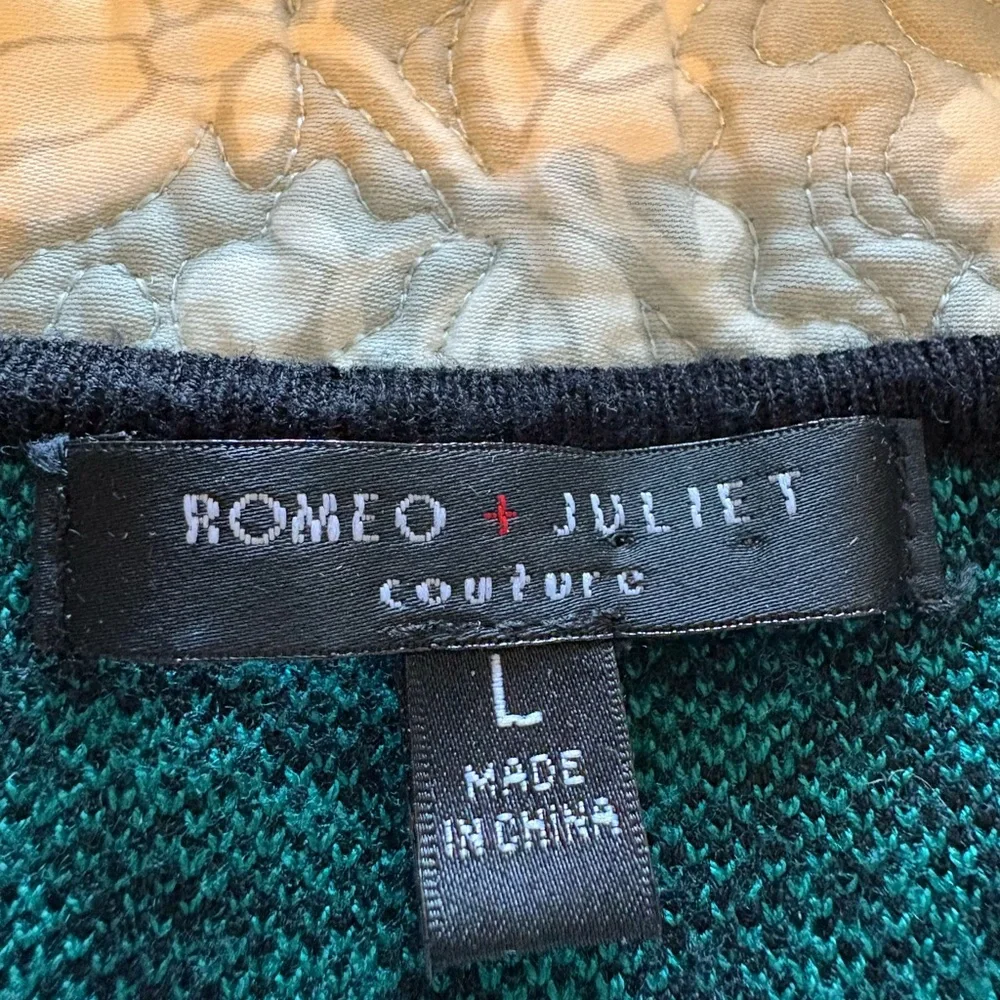 ROMEO + JULIET
couture
L
MADE
IN CHINA